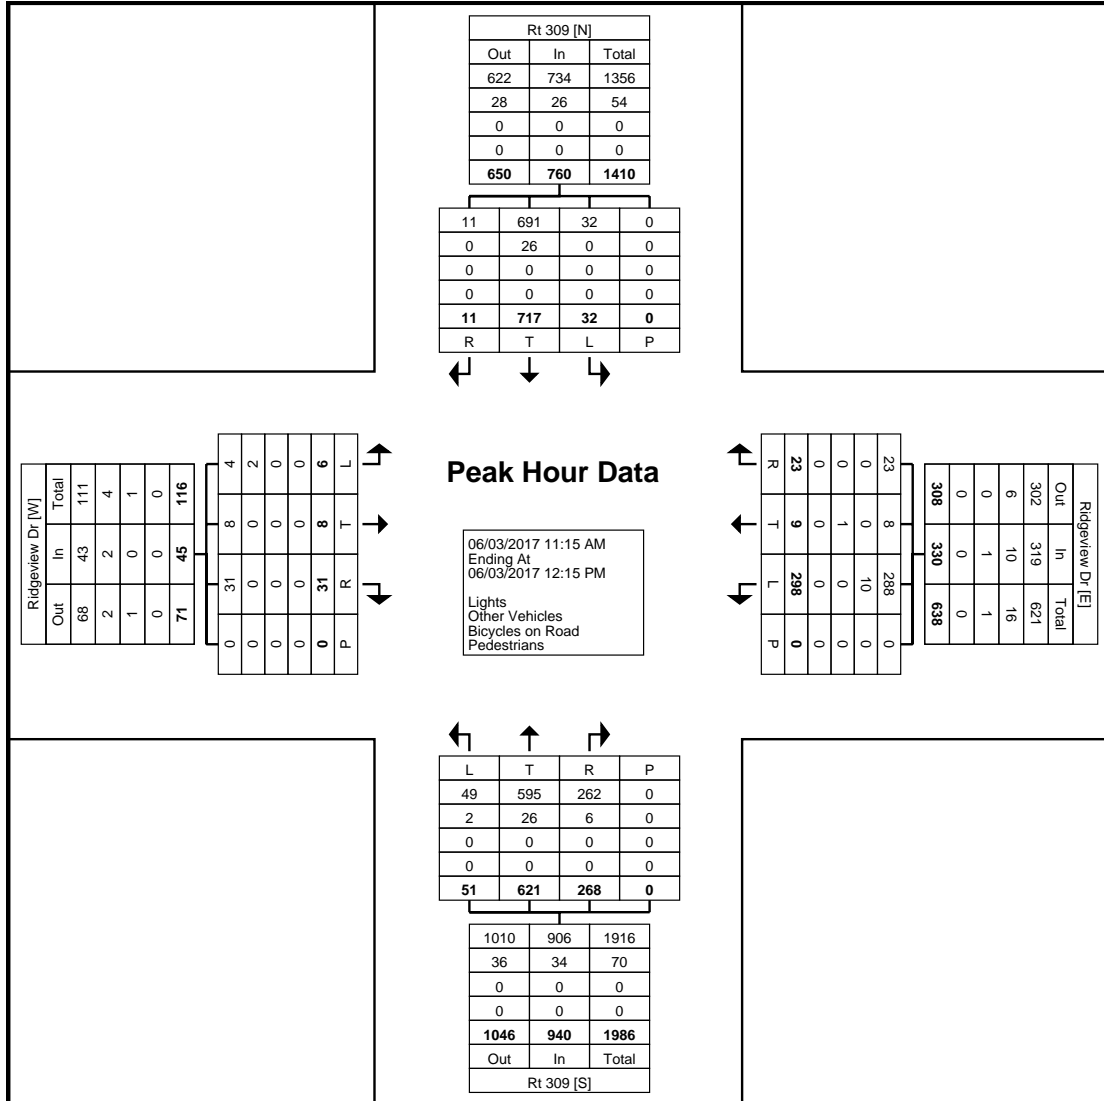 Rt 309 [N]
Out In Total
622 734 1356
28 26 54
0 0 0
0 0 0
650 760 1410
11 691 32 0
0 26 0 0
0 0 0 0
0 0 0 0
11 717 32 0
R T L P
Ridgeview Dr [W]
Total 111 4 1 0 116
In 43 2 0 0 45
Out 68 2 1 0 71
4 2 0 0 6 L
8 0 0 0 8 T
31 0 0 0 31 R
0 0 0 0 0 P
Peak Hour Data
06/03/2017 11:15 AM
Ending At
06/03/2017 12:15 PM
Lights
Other Vehicles
Bicycles on Road
Pedestrians
R 23 0 0 0 23
T 9 0 1 0 8
L 298 0 0 10 288
P 0 0 0 0 0
Ridgeview Dr [E]
Out In Total
302 319 621
6 10 16
0 1 1
0 0 0
308 330 638
L T R P
49 595 262 0
2 26 6 0
0 0 0 0
0 0 0 0
51 621 268 0
1010 906 1916
36 34 70
0 0 0
0 0 0
1046 940 1986
Out In Total
Rt 309 [S]